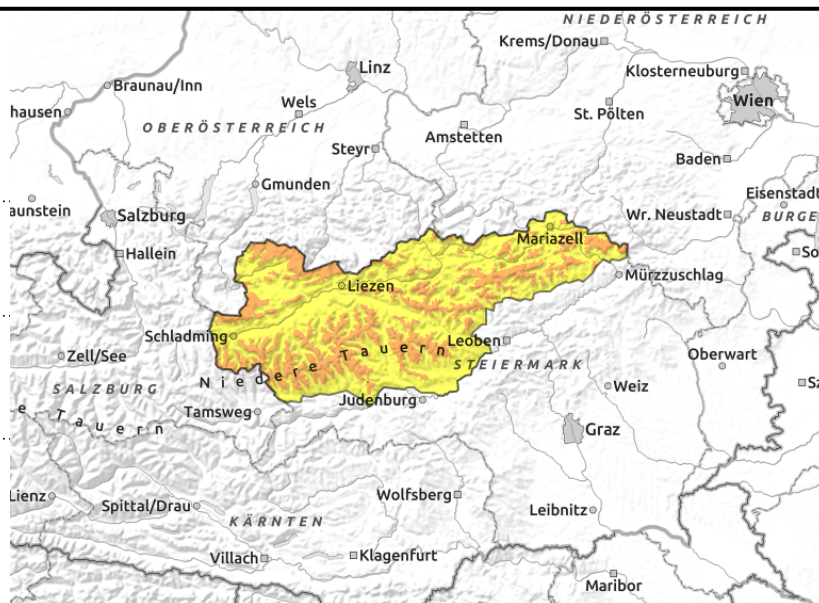 NIEDERÖSTERREICH
Krems/Donau
Linz
Klosterneuburg
Braunau/Inn
Wien
Wels
hausen
St. Pölten
OBERÖSTERREICH
Amstetten
Steyr
Baden
Gmunden
Eisenstadt
aunstein
Salzburg
Wr. Neustadt
BURGE
Mariazell
Hallein
So
Mürzzuschlag
Liezen
Schladming
Leoben
Zell/See
Niedere Tauern
STEIERMARK
Oberwart
SALZBURG
Weiz
Sz
Judenburg
Tamsweg
e Tauern
Graz
Lienz
Wolfsberg
Spittal/Drau
Leibnitz
KÄRNTEN
Villach
Klagenfurt
Maribor